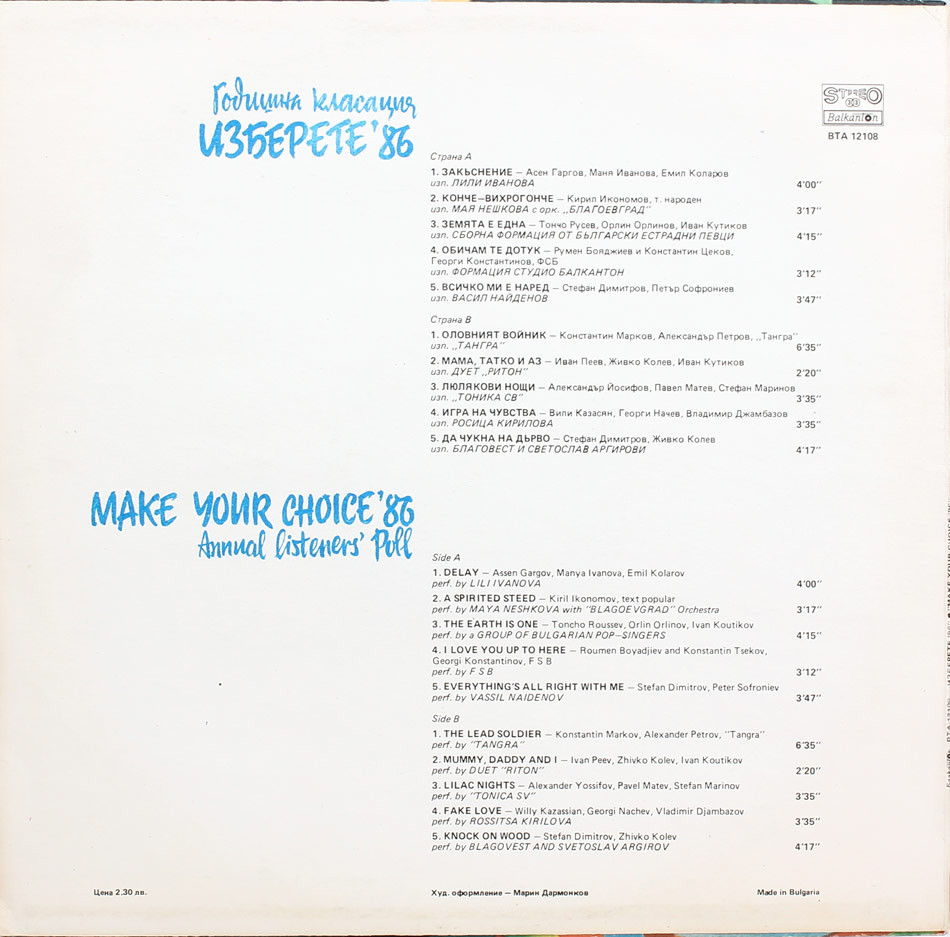 Годишна класация
ИЗБЕРЕТЕ'86
STEREO
Balkanton
ВТА 12108
Страна А
1. ЗАКЪСНЕНИЕ — Асен Гаргов, Маня Иванова, Емил Коларов
изп. ЛИЛИ ИВАНОВА 4'00''
2. КОНЧЕ—ВИХРОГОНЧЕ — Кирил Икономов, т. народен
изп. МАЯ НЕШКОВА с орк. „БЛАГОЕВГРАД" 3'17''
3. ЗЕМЯТА Е ЕДНА — Тончо Русев, Орлин Орлинов, Иван Кутиков
изп. СБОРНА ФОРМАЦИЯ ОТ БЪЛГАРСКИ ЕСТРАДНИ ПЕВЦИ 4'15''
4. ОБИЧАМ ТЕ ДОТУК — Румен Бояджиев и Константин Цеков,
Георги Константинов, ФСБ
изп. ФОРМАЦИЯ СТУДИО БАЛКАНТОН 3'12''
5. ВСИЧКО МИ Е НАРЕД — Стефан Димитров, Петър Софрониев
изп. ВАСИЛ НАЙДЕНОВ 3'47''
Страна В
1. ОЛОВНИЯТ ВОЙНИК — Константин Марков, Александър Петров, „Тангра"
изп. „ТАНГРА" 6'35''
2. МАМА, ТАТКО И АЗ — Иван Пеев, Живко Колев, Иван Кутиков
изп. ДУЕТ „РИТОН" 2'20''
3. ЛЮЛЯКОВИ НОЩИ — Александър Йосифов, Павел Матев, Стефан Маринов
изп. „ТОНИКА СВ" 3'35''
4. ИГРА НА ЧУВСТВА — Вили Казасян, Георги Начев, Владимир Джамбазов
изп. РОСИЦА КИРИЛОВА 3'35''
5. ДА ЧУКНА НА ДЪРВО — Стефан Димитров, Живко Колев
изп. БЛАГОВЕСТ И СВЕТОСЛАВ АРГИРОВИ 4'17''
MAKE YOUR CHOICE'86
Annual listeners' Poll
Side A
1. DELAY — Assen Gargov, Manya Ivanova, Emil Kolarov
perf. by LILI IVANOVA 4'00''
2. A SPIRITED STEED — Kiril Ikonomov, text popular
perf. by MAYA NESHKOVA with "BLAGOEVGRAD" Orchestra 3'17''
3. THE EARTH IS ONE — Toncho Roussev, Orlin Orlinov, Ivan Koutikov
perf. by a GROUP OF BULGARIAN POP—SINGERS 4'15''
4. I LOVE YOU UP TO HERE — Roumen Boyadjiev and Konstantin Tsekov,
Georgi Konstantinov, F S B
perf. by F S B 3'12''
5. EVERYTHING'S ALL RIGHT WITH ME — Stefan Dimitrov, Peter Sofroniev
perf. by VASSIL NAIDENOV 3'47''
Side B
1. THE LEAD SOLDIER — Konstantin Markov, Alexander Petrov, "Tangra"
perf. by "TANGRA" 6'35''
2. MUMMY, DADDY AND I — Ivan Peev, Zhivko Kolev, Ivan Koutikov
perf. by DUET "RITON" 2'20''
3. LILAC NIGHTS — Alexander Yossifov, Pavel Matev, Stefan Marinov
perf. by "TONICA SV" 3'35''
4. FAKE LOVE — Willy Kazassian, Georgi Nachev, Vladimir Djambazov
perf. by ROSSITSA KIRILOVA 3'35''
5. KNOCK ON WOOD — Stefan Dimitrov, Zhivko Kolev
perf. by BLAGOVEST AND SVETOSLAV ARGIROV 4'17''
Цена 2,30 лв. Худ. оформление — Марин Дармонков Made in Bulgaria